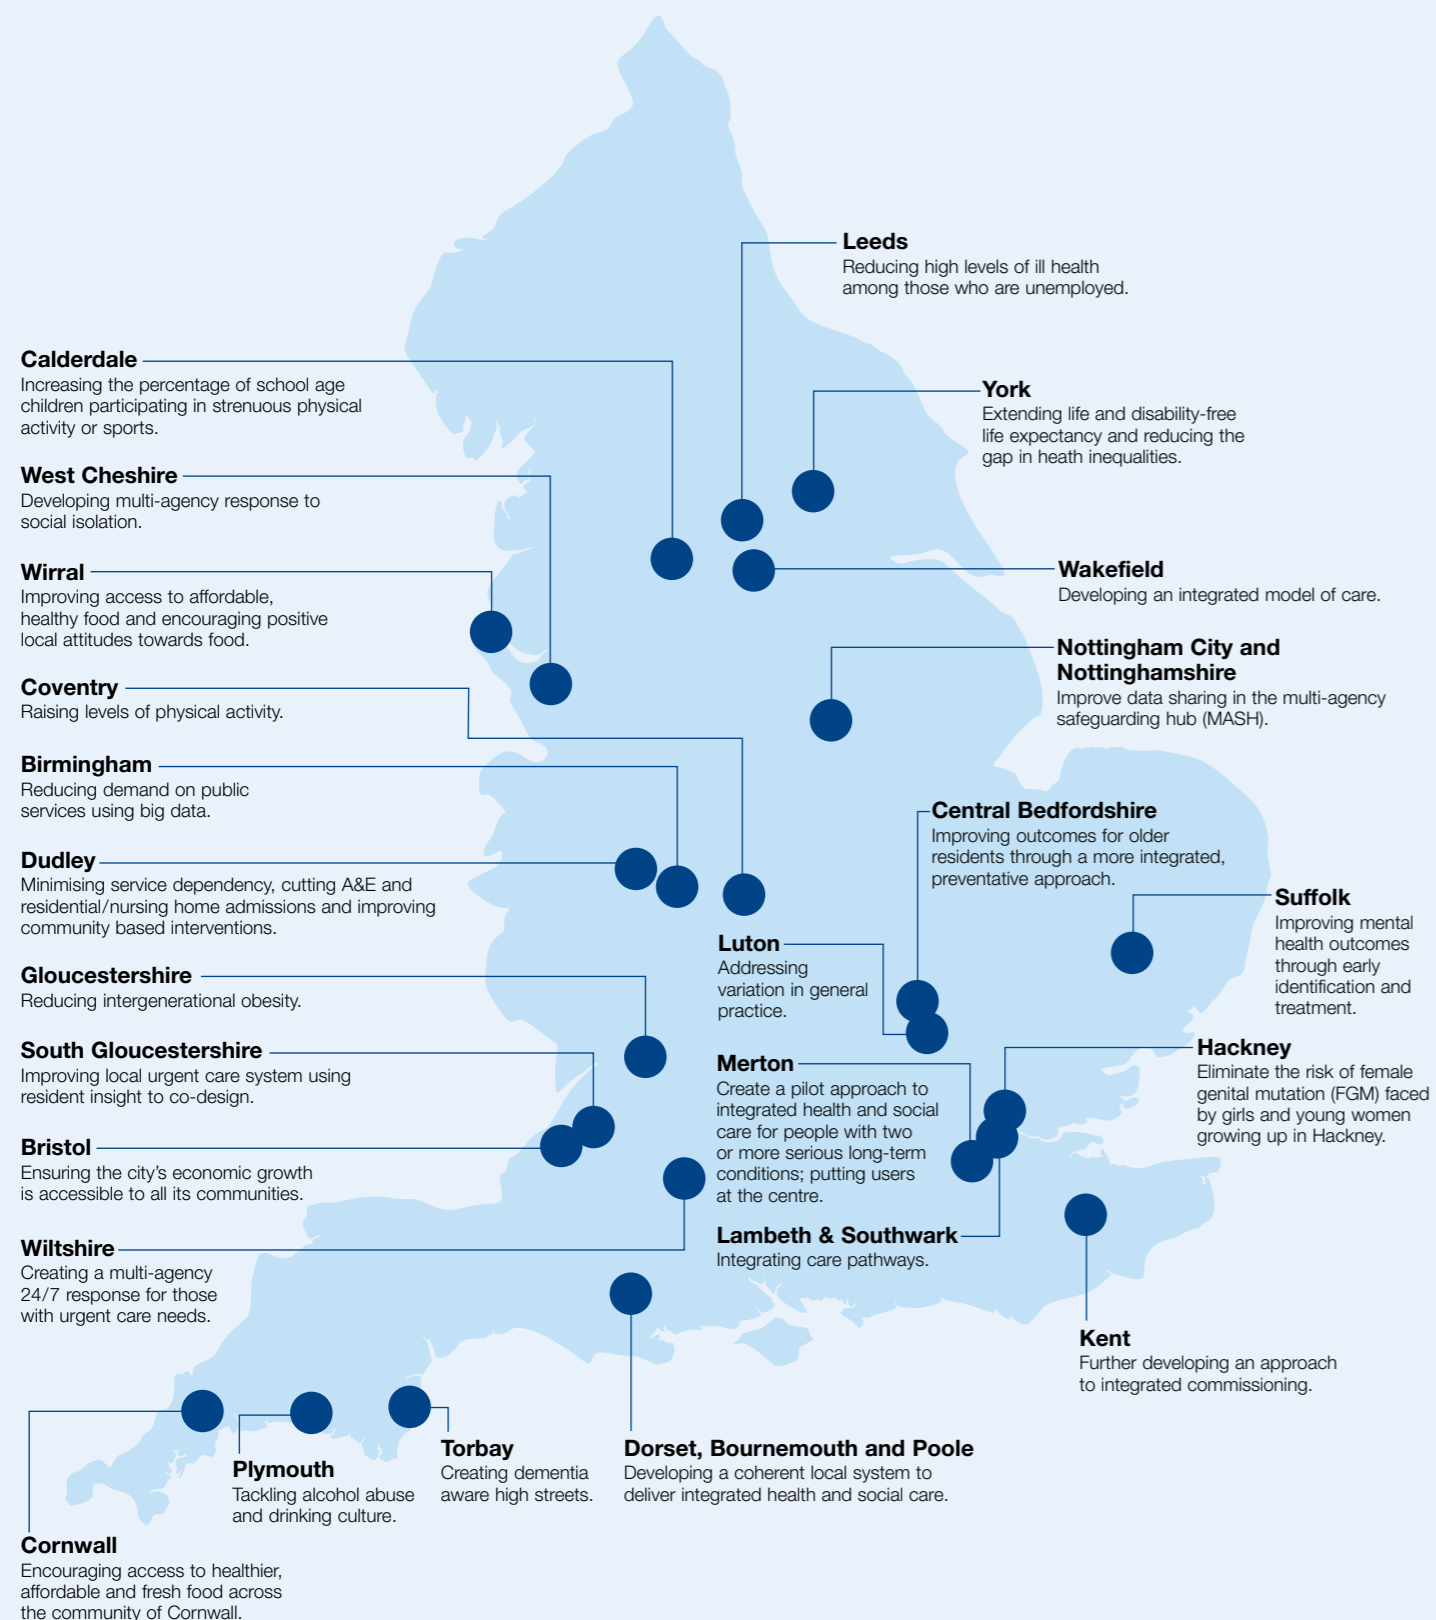 Leeds
Reducing high levels of ill health
among those who are unemployed.
Calderdale
Increasing the percentage of school age
children participating in strenuous physical
activity or sports.
York
Extending life and disability-free
life expectancy and reducing the
gap in heath inequalities.
West Cheshire
Developing multi-agency response to
social isolation.
Wirral
Improving access to affordable,
healthy food and encouraging positive
local attitudes towards food.
Wakefield
Developing an integrated model of care.
Nottingham City and
Nottinghamshire
Improve data sharing in the multi-agency
safeguarding hub (MASH).
Coventry
Raising levels of physical activity.
Birmingham
Reducing demand on public
services using big data.
Central Bedfordshire
Improving outcomes for older
residents through a more integrated,
preventative approach.
Dudley
Minimising service dependency, cutting A&E and
residential/nursing home admissions and improving
community based interventions.
Suffolk
Improving mental
health outcomes
through early
identification and
treatment.
Luton
Addressing
variation in general
practice.
Gloucestershire
Reducing intergenerational obesity.
South Gloucestershire
Improving local urgent care system using
resident insight to co-design.
Hackney
Eliminate the risk of female
genital mutation (FGM) faced
by girls and young women
growing up in Hackney.
Merton
Create a pilot approach to
integrated health and social
care for people with two
or more serious long-term
conditions; putting users
at the centre.
Bristol
Ensuring the city’s economic growth
is accessible to all its communities.
Lambeth & Southwark
Integrating care pathways.
Wiltshire
Creating a multi-agency
24/7 response for those
with urgent care needs.
Kent
Further developing an approach
to integrated commissioning.
Torbay
Creating dementia
aware high streets.
Dorset, Bournemouth and Poole
Developing a coherent local system to
deliver integrated health and social care.
Plymouth
Tackling alcohol abuse
and drinking culture.
Cornwall
Encouraging access to healthier,
affordable and fresh food across
the community of Cornwall.